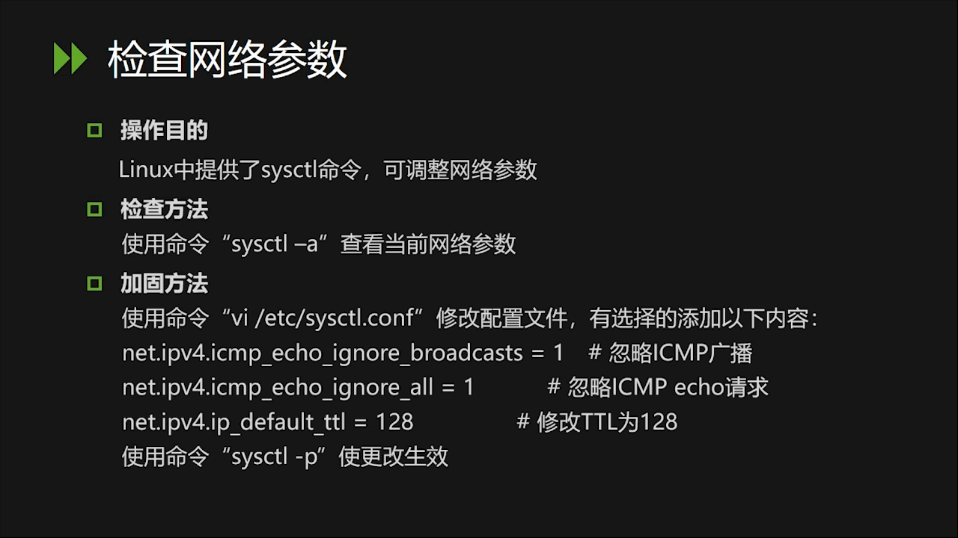 检查网络参数
操作目的
Linux中提供了sysctl命令，可调整网络参数
检查方法
使用命令“sysctl –a”查看当前网络参数
加固方法
使用命令“vi /etc/sysctl.conf”修改配置文件，有选择的添加以下内容：
net.ipv4.icmp_echo_ignore_broadcasts = 1 # 忽略ICMP广播
net.ipv4.icmp_echo_ignore_all = 1 # 忽略ICMP echo请求
net.ipv4.ip_default_ttl = 128 # 修改TTL为128
使用命令“sysctl -p”使更改生效